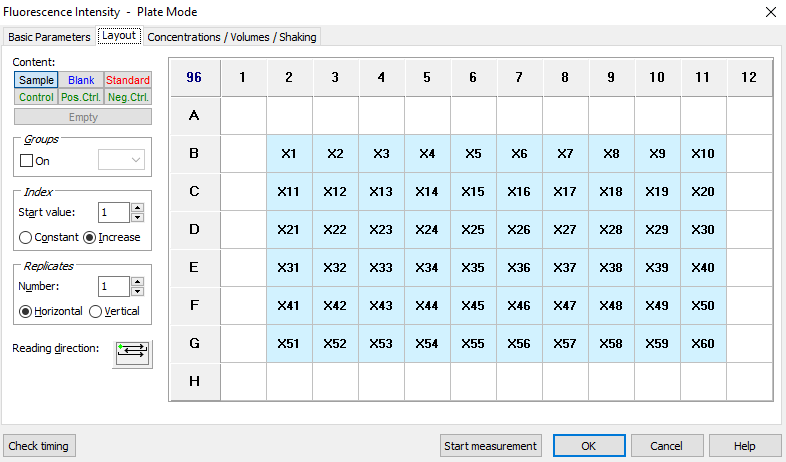 Fluorescence Intensity - Plate Mode
Basic Parameters Layout Concentrations / Volumes / Shaking
Content:
Sample Blank Standard
Control Pos.Ctrl. Neg.Ctrl.
Empty
Groups
On
Index
Start value: 1
Constant Increase
Replicates
Number: 1
Horizontal Vertical
Reading direction:
96 1 2 3 4 5 6 7 8 9 10 11 12
A
B X1 X2 X3 X4 X5 X6 X7 X8 X9 X10
C X11 X12 X13 X14 X15 X16 X17 X18 X19 X20
D X21 X22 X23 X24 X25 X26 X27 X28 X29 X30
E X31 X32 X33 X34 X35 X36 X37 X38 X39 X40
F X41 X42 X43 X44 X45 X46 X47 X48 X49 X50
G X51 X52 X53 X54 X55 X56 X57 X58 X59 X60
H
Check timing Start measurement OK Cancel Help